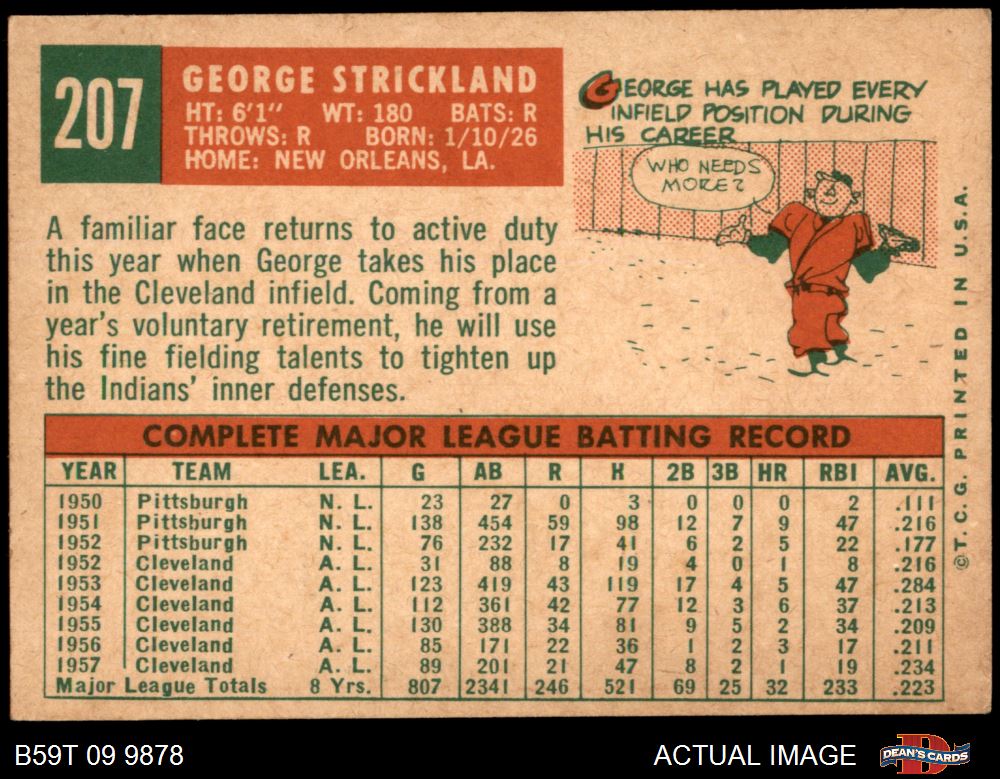 207
GEORGE STRICKLAND
HT: 6'1" WT: 180 BATS: R
THROWS: R BORN: 1/10/26
HOME: NEW ORLEANS, LA.
GEORGE HAS PLAYED EVERY
INFIELD POSITION DURING
HIS CAREER
WHO NEEDS
MORE?
A familiar face returns to active duty
this year when George takes his place
in the Cleveland infield. Coming from a
year's voluntary retirement, he will use
his fine fielding talents to tighten up
the Indians' inner defenses.
COMPLETE MAJOR LEAGUE BATTING RECORD
YEAR TEAM LEA. G AB R H 2B 3B HR RBI AVG.
1950 Pittsburgh N. L. 23 27 0 3 0 0 0 2 .111
1951 Pittsburgh N. L. 138 454 59 98 12 7 9 47 .216
1952 Pittsburgh N. L. 76 232 17 41 6 2 5 22 .177
1952 Cleveland A. L. 31 88 8 19 4 0 1 8 .216
1953 Cleveland A. L. 123 419 43 119 17 4 5 47 .284
1954 Cleveland A. L. 112 361 42 77 12 3 6 37 .213
1955 Cleveland A. L. 130 388 34 81 9 5 2 34 .209
1956 Cleveland A. L. 85 171 22 36 1 2 3 17 .211
1957 Cleveland A. L. 89 201 21 47 8 2 1 19 .234
Major League Totals 8 Yrs. 807 2341 246 521 69 25 32 233 .223
© T. C. G. PRINTED IN U.S.A.
B59T 09 9878
ACTUAL IMAGE
DEAN'S CARDS